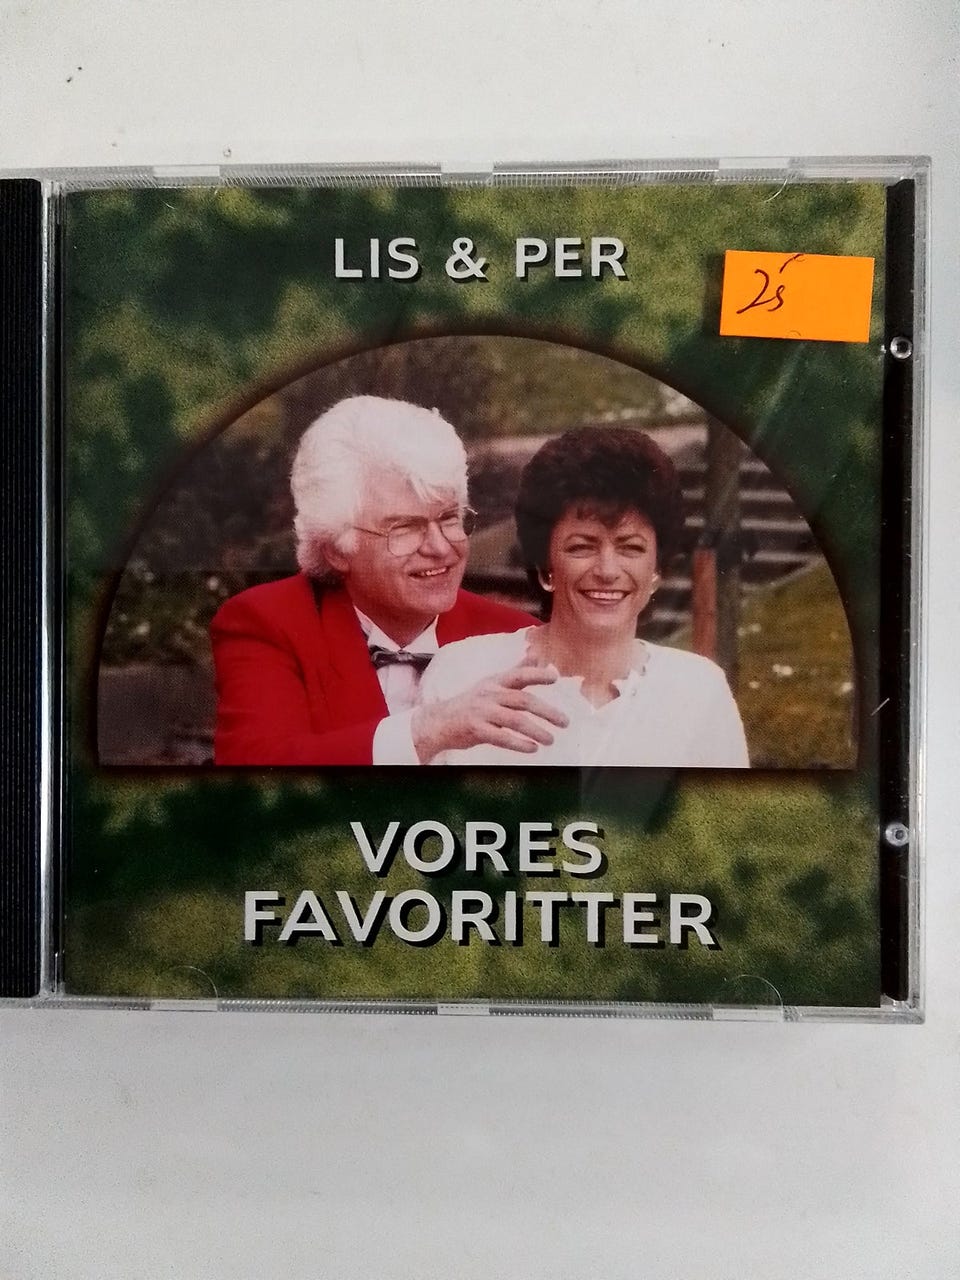 LIS & PER
25
VORES
FAVORITTER